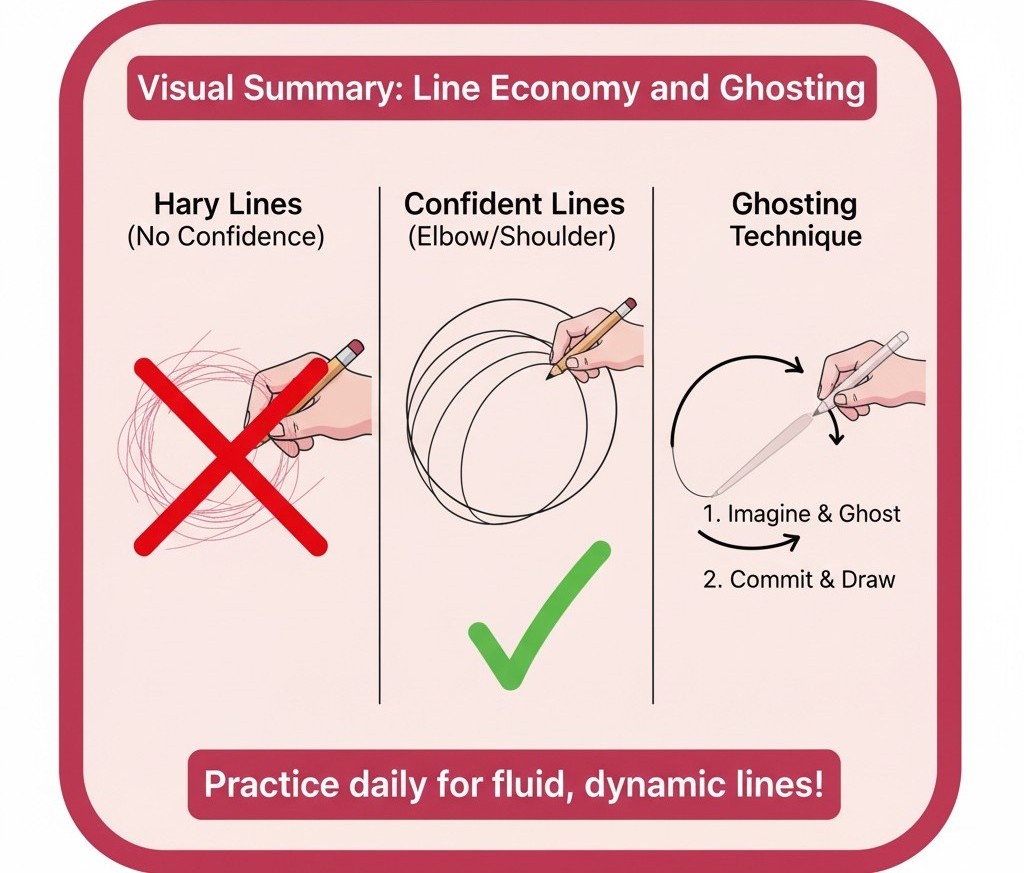 Visual Summary: Line Economy and Ghosting
Hary Lines
(No Confidence)
Confident Lines
(Elbow/Shoulder)
Ghosting
Technique
1. Imagine & Ghost
2. Commit & Draw
Practice daily for fluid, dynamic lines!